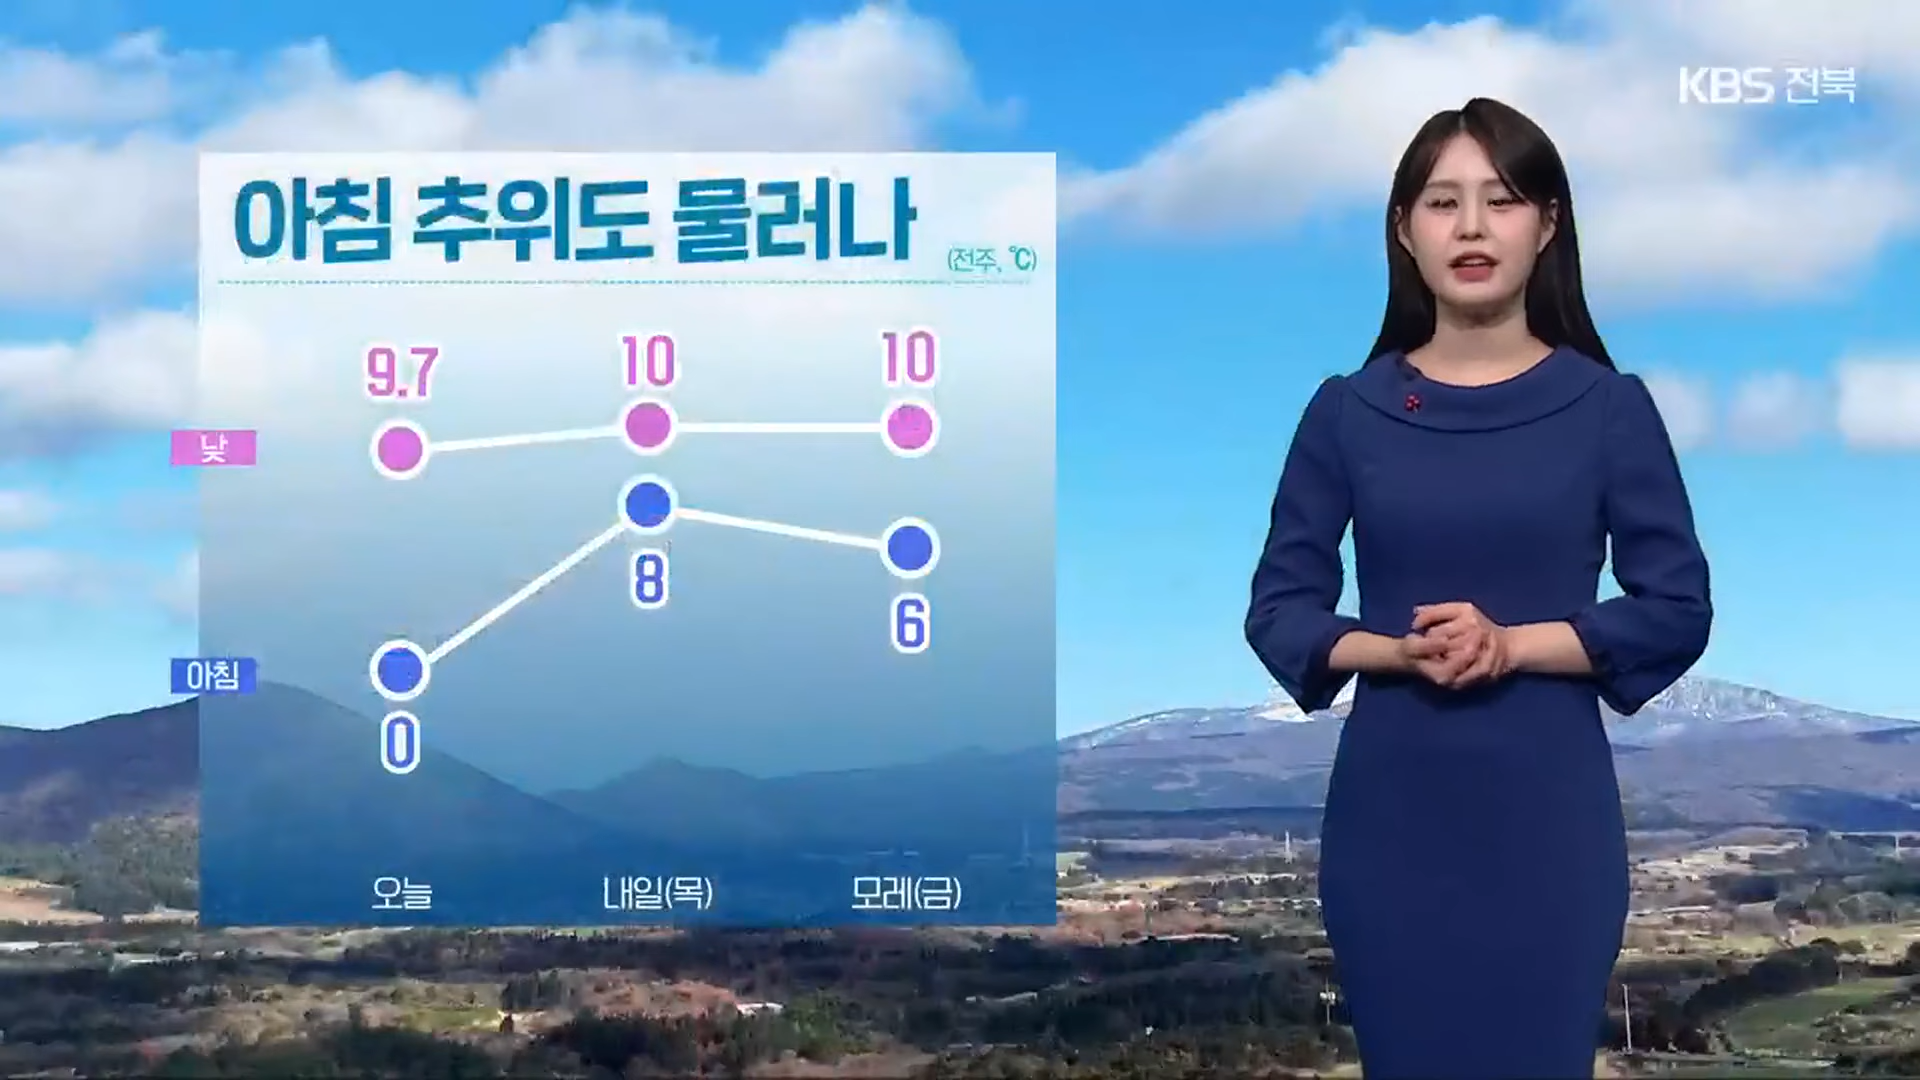 KBS 전북
아침 추위도 물러나
(전주, ℃)
9.7 10 10
낮
8
6
아침
0
오늘 내일(목) 모레(금)